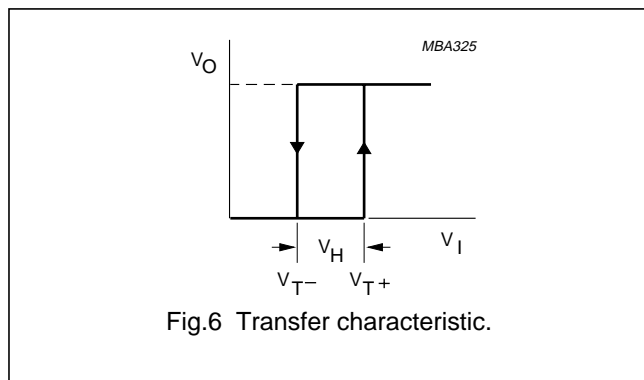 MBA325
VO
VH
VI
VT−
VT+
Fig.6 Transfer characteristic.